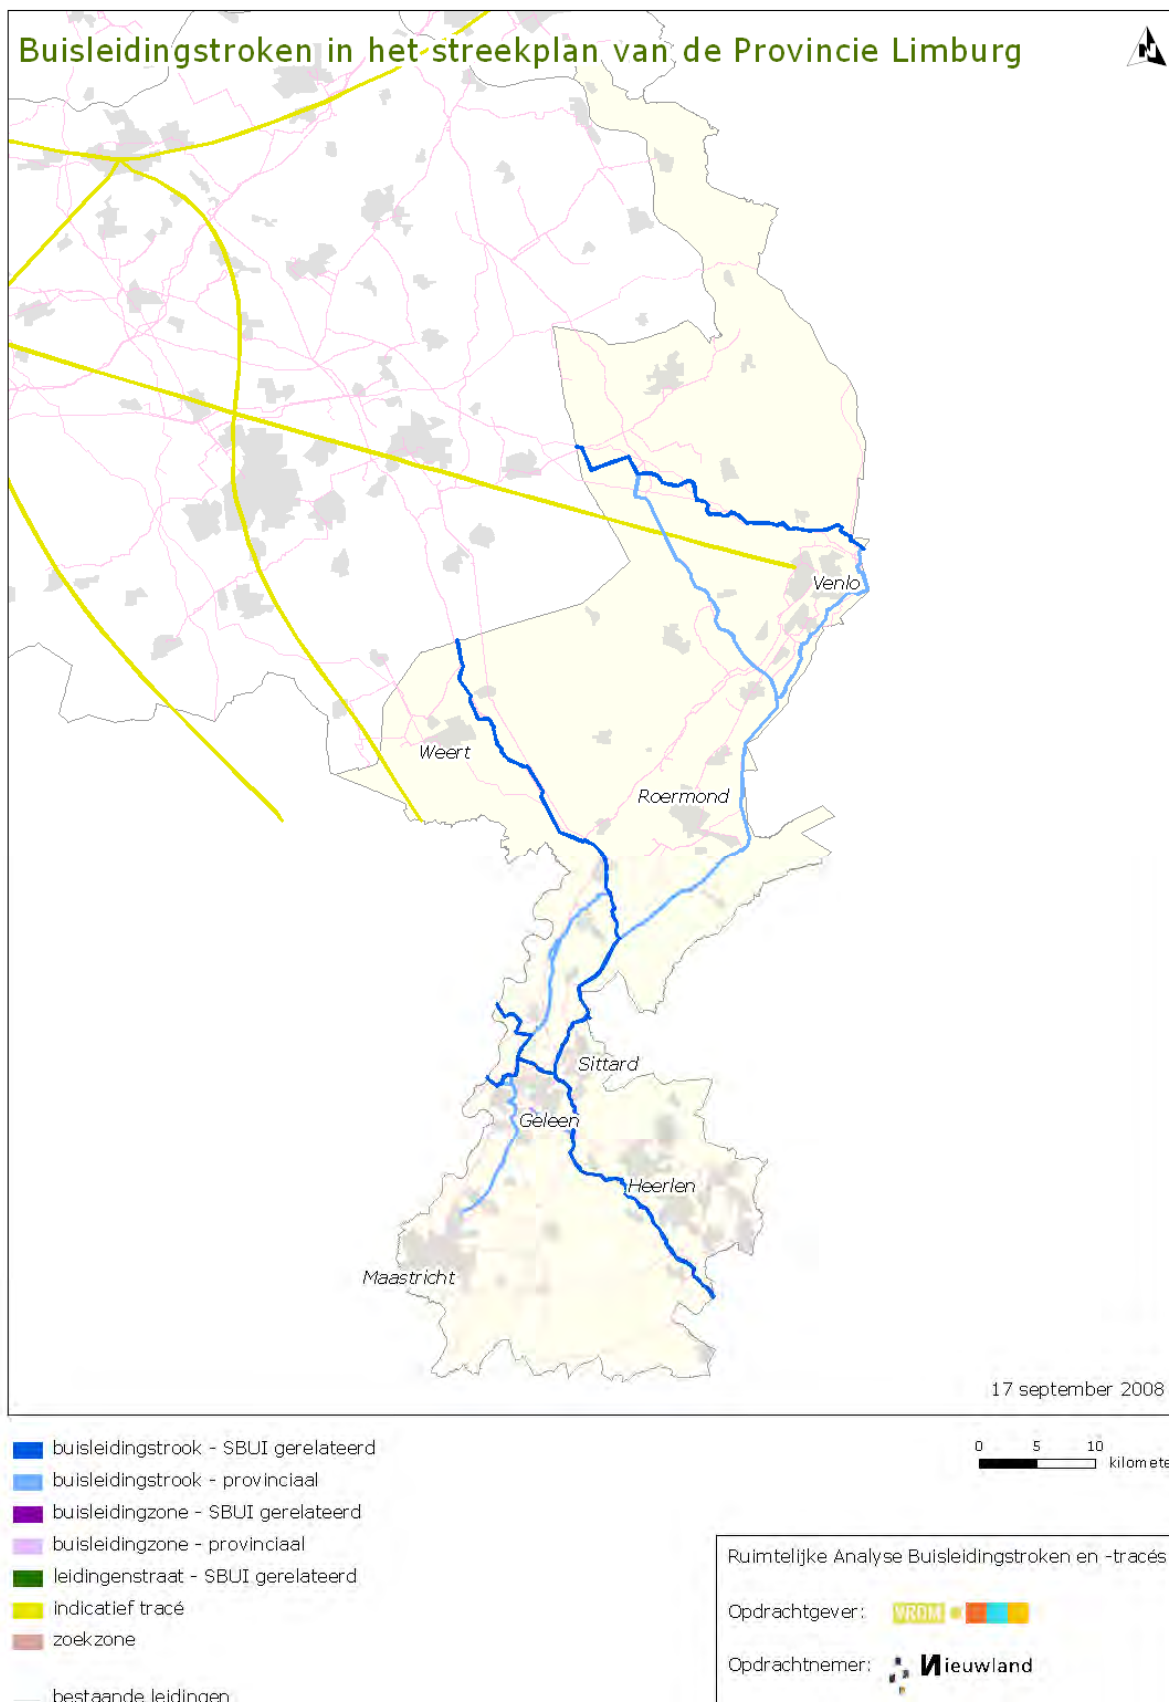 Buisleidingstroken in het streekplan van de Provincie Limburg
N
Venlo
Weert
Roermond
Sittard
Geleen
Heerlen
Maastricht
17 september 2008
buisleidingstrook - SBUI gerelateerd
buisleidingstrook - provinciaal
buisleidingzone - SBUI gerelateerd
buisleidingzone - provinciaal
leidingenstraat - SBUI gerelateerd
indicatief tracé
zoekzone
bestaande leidingen
0 5 10
kilomete
Ruimtelijke Analyse Buisleidingstroken en -tracés
Opdrachtgever: VROM
Opdrachtnemer: Nieuwland